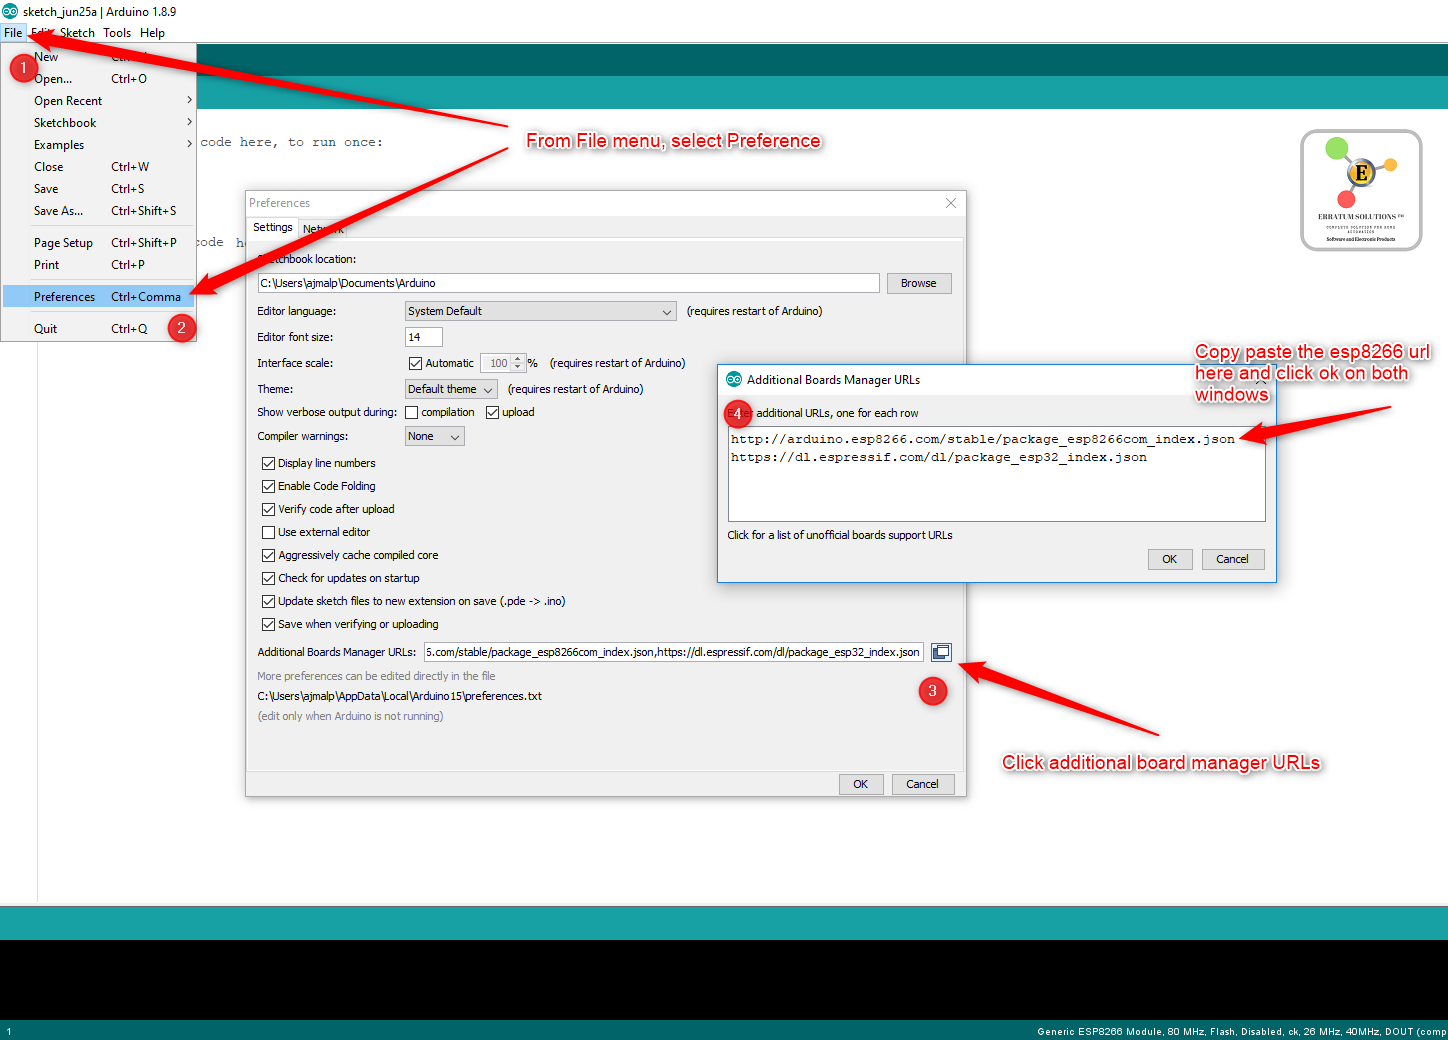 sketch_jun25a | Arduino 1.8.9
File Edit Sketch Tools Help
1
New
Open... Ctrl+O
Open Recent
Sketchbook
Examples
Close Ctrl+W
Save Ctrl+S
Save As... Ctrl+Shift+S
Page Setup Ctrl+Shift+P
Print Ctrl+P
Preferences Ctrl+Comma
Quit Ctrl+Q
2
code here, to run once:
code
From File menu, select Preference
E
ERRATUM SOLUTIONS ™
COMPLETE SOLUTION FOR HOME
AUTOMATION
Software and Electronic Products
Preferences
Settings Network
Sketchbook location:
C:\Users\ajmalp\Documents\Arduino
Browse
Editor language: System Default (requires restart of Arduino)
Editor font size: 14
Interface scale: Automatic 100 % (requires restart of Arduino)
Theme: Default theme (requires restart of Arduino)
Show verbose output during: compilation upload
Compiler warnings: None
Display line numbers
Enable Code Folding
Verify code after upload
Use external editor
Aggressively cache compiled core
Check for updates on startup
Update sketch files to new extension on save (.pde -> .ino)
Save when verifying or uploading
Additional Boards Manager URLs: 6.com/stable/package_esp8266com_index.json,https://dl.espressif.com/dl/package_esp32_index.json
More preferences can be edited directly in the file
C:\Users\ajmalp\AppData\Local\Arduino15\preferences.txt
(edit only when Arduino is not running)
3
OK Cancel
Copy paste the esp8266 url
here and click ok on both
windows
Additional Boards Manager URLs
4
additional URLs, one for each row
http://arduino.esp8266.com/stable/package_esp8266com_index.json
https://dl.espressif.com/dl/package_esp32_index.json
Click for a list of unofficial boards support URLs
OK Cancel
Click additional board manager URLs
1
Generic ESP8266 Module, 80 MHz, Flash, Disabled, ck, 26 MHz, 40MHz, DOUT (comp